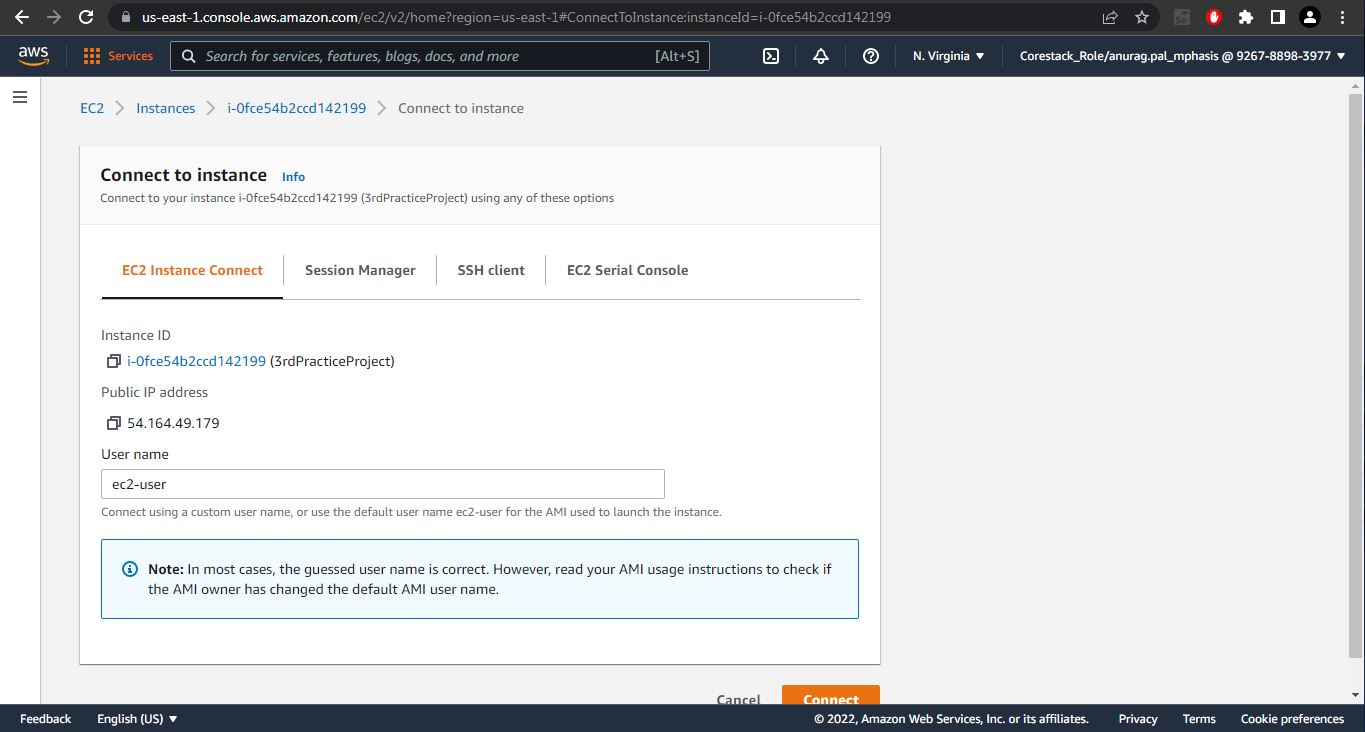 us-east-1.console.aws.amazon.com/ec2/v2/home?region=us-east-1#ConnectToInstance:instanceId=i-0fce54b2ccd142199
aws Services Search for services, features, blogs, docs, and more [Alt+S] N. Virginia Corestack_Role/anurag.pal_mphasis @ 9267-8898-3977
EC2 Instances i-0fce54b2ccd142199 Connect to instance
Connect to instance Info
Connect to your instance i-0fce54b2ccd142199 (3rdPracticeProject) using any of these options
EC2 Instance Connect Session Manager SSH client EC2 Serial Console
Instance ID
i-0fce54b2ccd142199 (3rdPracticeProject)
Public IP address
54.164.49.179
User name
ec2-user
Connect using a custom user name, or use the default user name ec2-user for the AMI used to launch the instance.
Note: In most cases, the guessed user name is correct. However, read your AMI usage instructions to check if
the AMI owner has changed the default AMI user name.
Cancel Connect
Feedback English (US) © 2022, Amazon Web Services, Inc. or its affiliates. Privacy Terms Cookie preferences